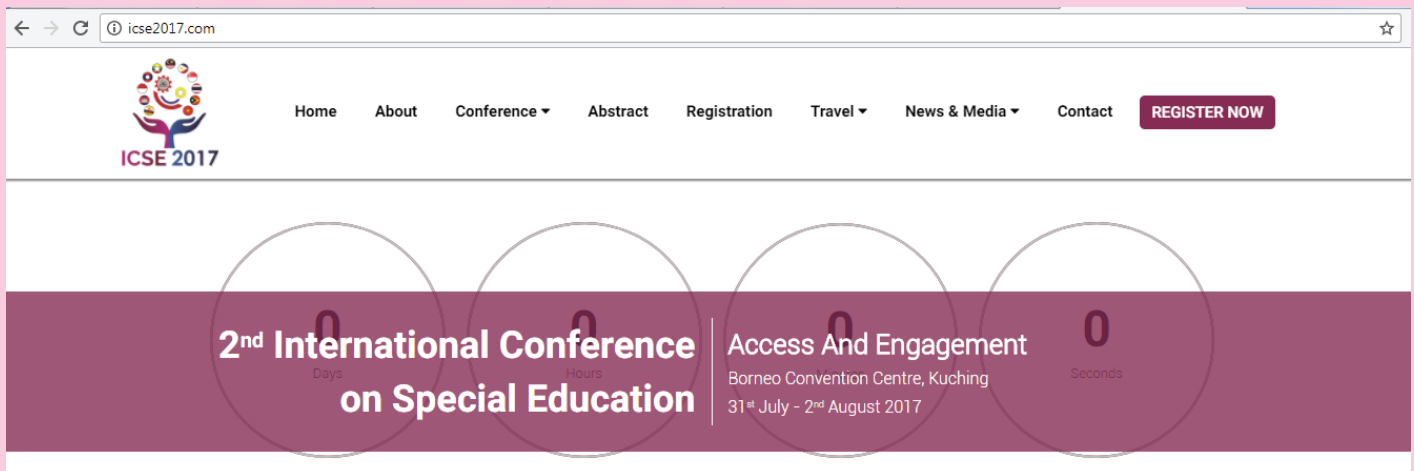 icse2017.com
ICSE 2017
Home About Conference Abstract Registration Travel News & Media Contact REGISTER NOW
0 0 0 0
Days Hours Minutes Seconds
2nd International Conference
on Special Education
Access And Engagement
Borneo Convention Centre, Kuching
31st July - 2nd August 2017